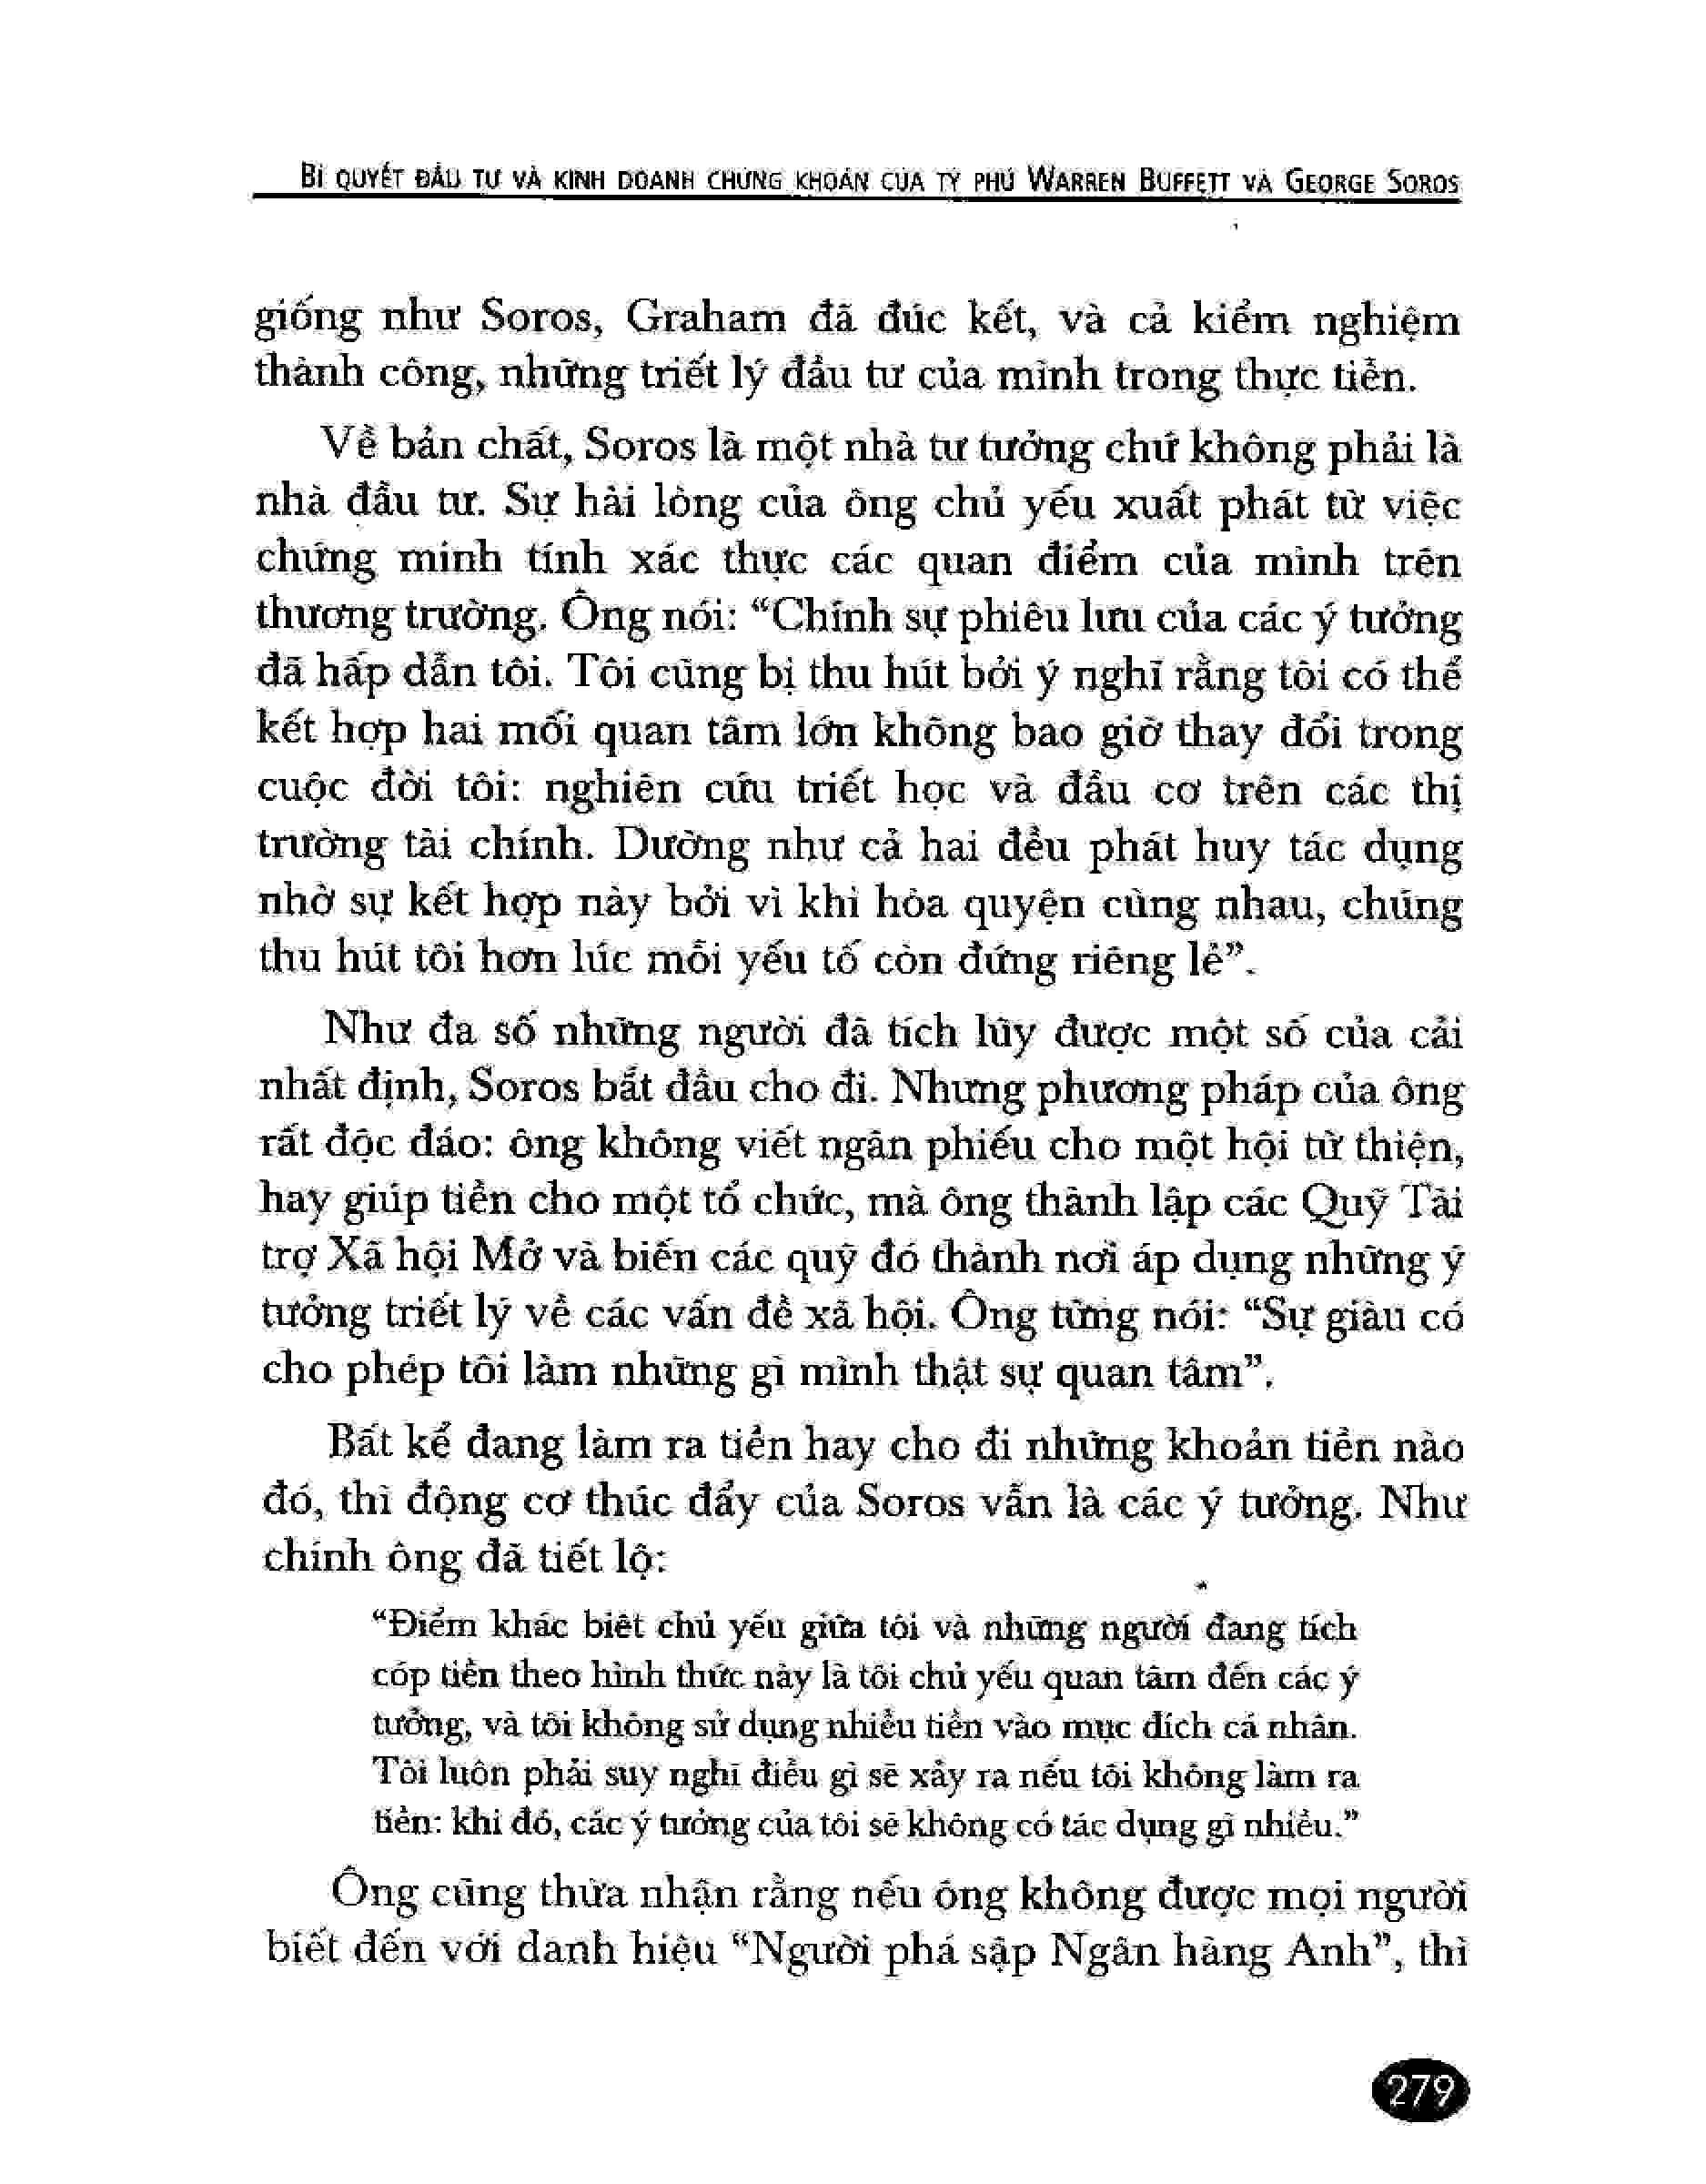 BÍ QUYẾT ĐẦU TƯ VÀ KINH DOANH CHỨNG KHOÁN CỦA TỶ PHÚ WARREN BUFFETT VÀ GEORGE SOROS
giống như Soros, Graham đã đúc kết, và cả kiểm nghiệm
thành công, những triết lý đầu tư của mình trong thực tiễn.
Về bản chất, Soros là một nhà tư tưởng chứ không phải là
nhà đầu tư. Sự hài lòng của ông chủ yếu xuất phát từ việc
chứng minh tính xác thực các quan điểm của mình trên
thương trường. Ông nói: “Chính sự phiêu lưu của các ý tưởng
đã hấp dẫn tôi. Tôi cũng bị thu hút bởi ý nghĩ rằng tôi có thể
kết hợp hai mối quan tâm lớn không bao giờ thay đổi trong
cuộc đời tôi: nghiên cứu triết học và đầu cơ trên các thị
trường tài chính. Dường như cả hai đều phát huy tác dụng
nhờ sự kết hợp này bởi vì khi hòa quyện cùng nhau, chúng
thu hút tôi hơn lúc mỗi yếu tố còn đứng riêng lẻ”.
Như đa số những người đã tích lũy được một số của cải
nhất định, Soros bắt đầu cho đi. Nhưng phương pháp của ông
rất độc đáo: ông không viết ngân phiếu cho một hội từ thiện,
hay giúp tiền cho một tổ chức, mà ông thành lập các Quỹ Tài
trợ Xã hội Mở và biến các quỹ đó thành nơi áp dụng những ý
tưởng triết lý về các vấn đề xã hội. Ông từng nói: “Sự giàu có
cho phép tôi làm những gì mình thật sự quan tâm”.
Bất kể đang làm ra tiền hay cho đi những khoản tiền nào
đó, thì động cơ thúc đẩy của Soros vẫn là các ý tưởng. Như
chính ông đã tiết lộ:
“Điểm khác biệt chủ yếu giữa tôi và những người đang tích
cóp tiền theo hình thức này là tôi chủ yếu quan tâm đến các ý
tưởng, và tôi không sử dụng nhiều tiền vào mục đích cá nhân.
Tôi luôn phải suy nghĩ điều gì sẽ xảy ra nếu tôi không làm ra
tiền: khi đó, các ý tưởng của tôi sẽ không có tác dụng gì nhiều.”
Ông cũng thừa nhận rằng nếu ông không được mọi người
biết đến với danh hiệu “Người phá sập Ngân hàng Anh”, thì
279